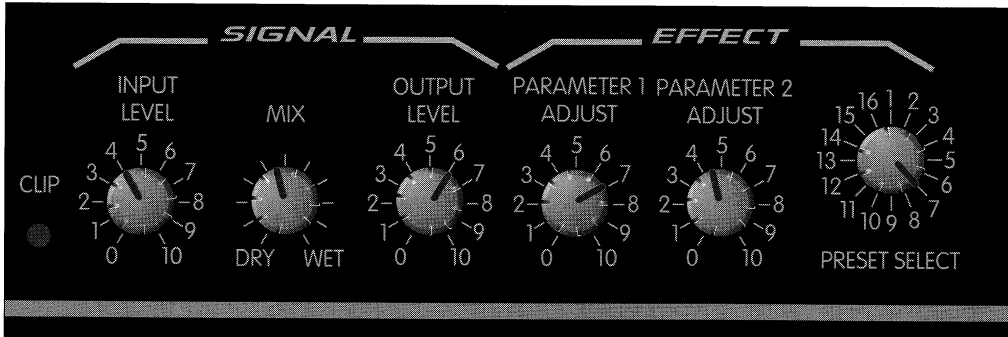 SIGNAL
EFFECT
INPUT LEVEL
MIX
OUTPUT LEVEL
PARAMETER 1 ADJUST
PARAMETER 2 ADJUST
CLIP
0 1 2 3 4 5 6 7 8 9 10
DRY WET
0 1 2 3 4 5 6 7 8 9 10
0 1 2 3 4 5 6 7 8 9 10
0 1 2 3 4 5 6 7 8 9 10
1 2 3 4 5 6 7 8 9 10 11 12 13 14 15 16
PRESET SELECT